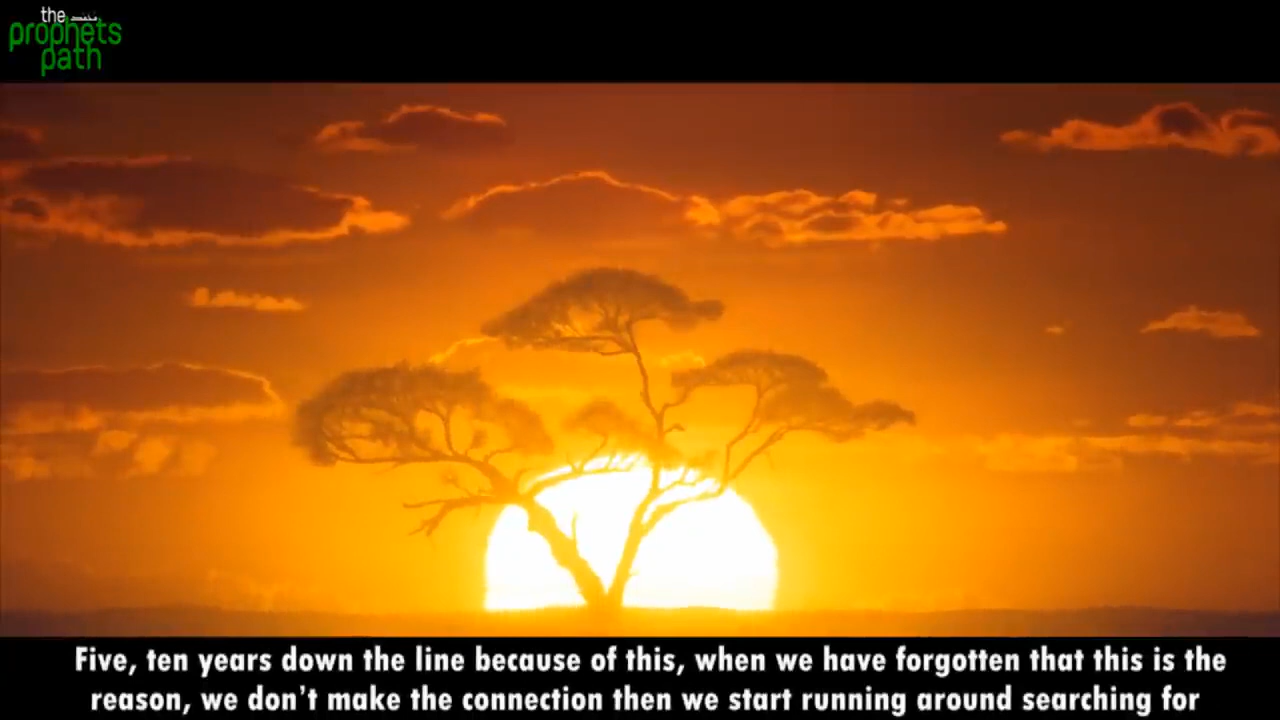 the محمد
prophets
path
Five, ten years down the line because of this, when we have forgotten that this is the
reason, we don’t make the connection then we start running around searching for